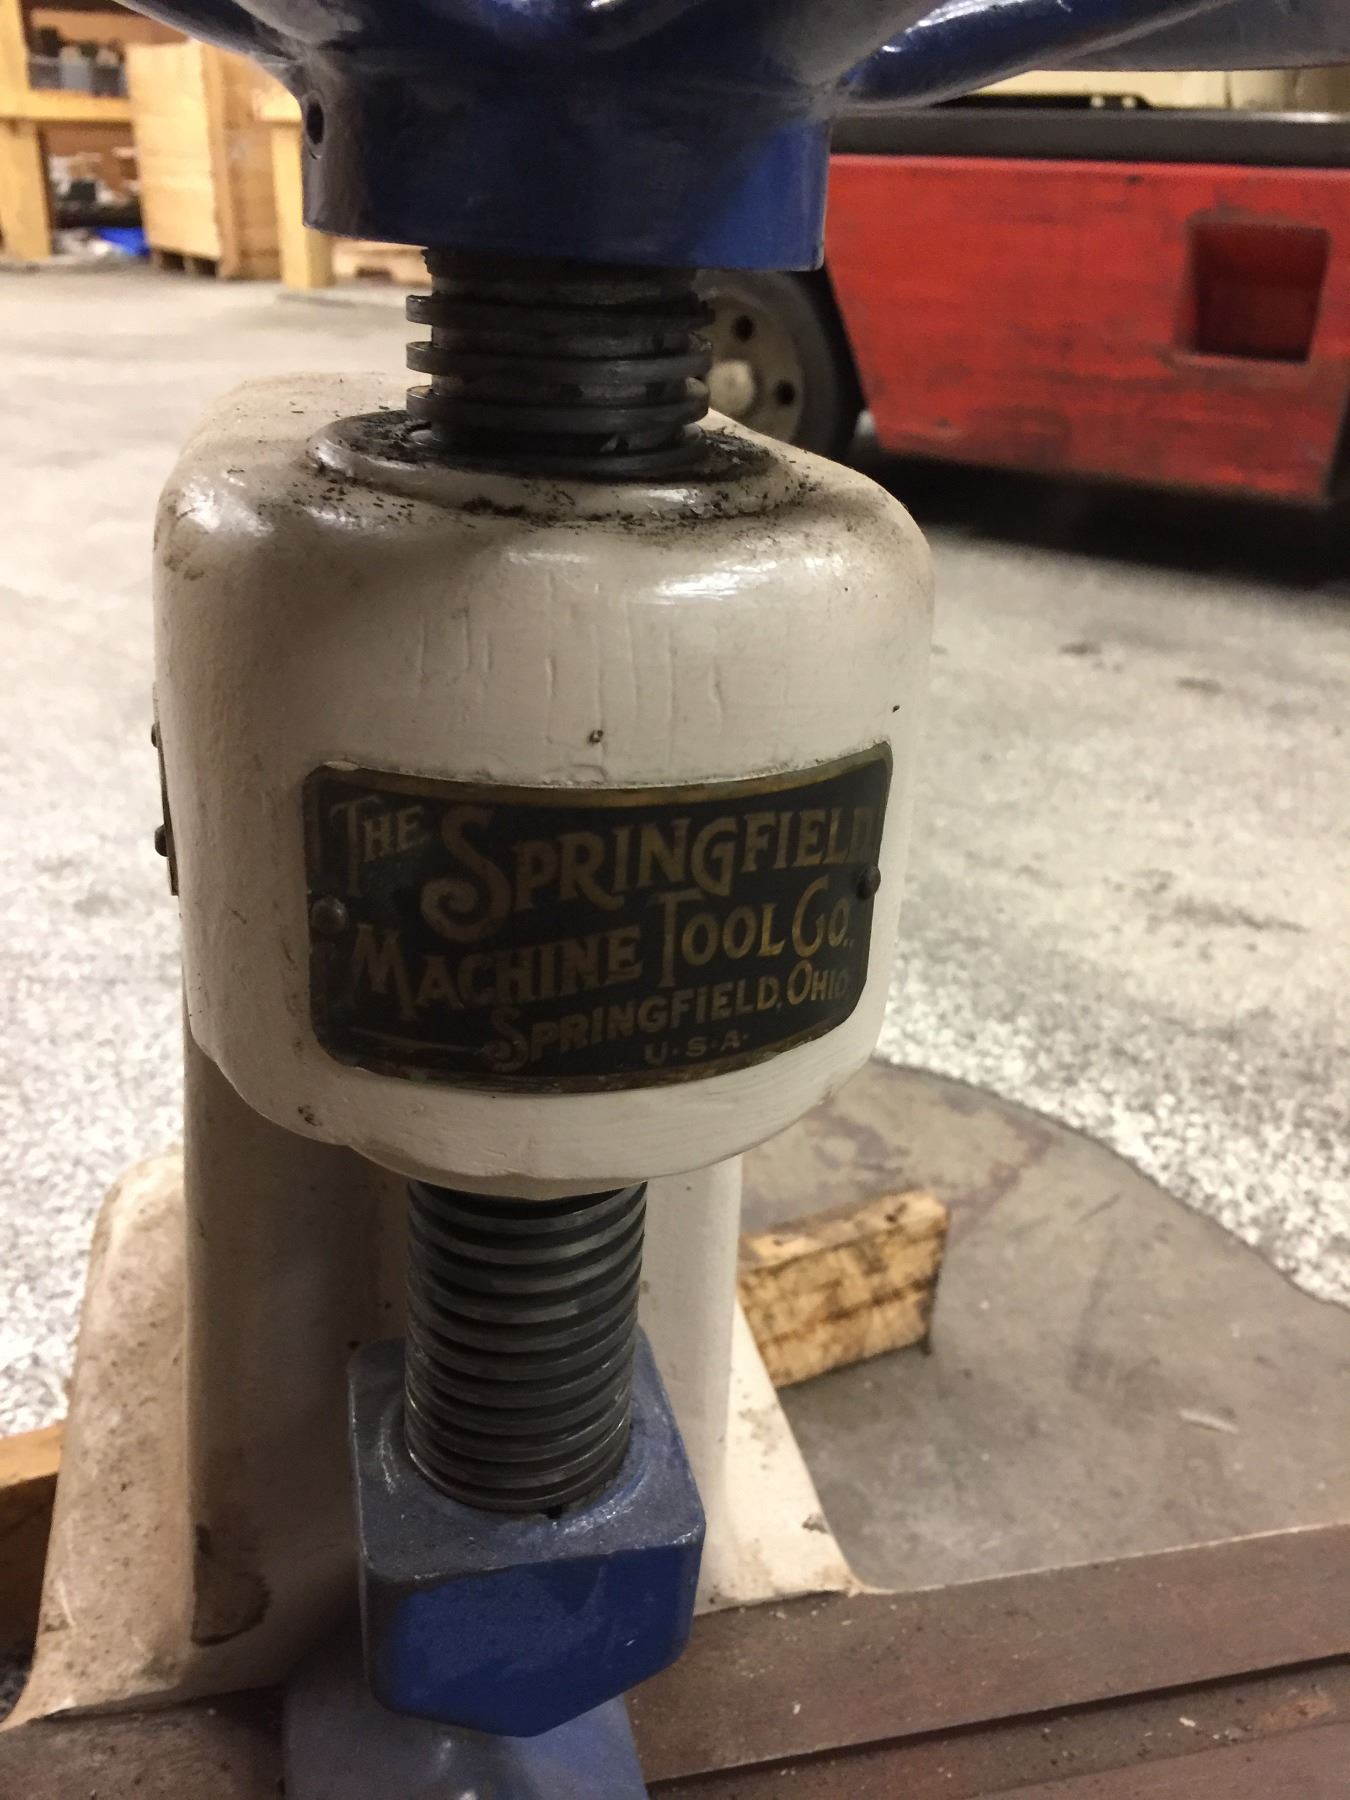 The Springfield
Machine Tool Co.,
Springfield, Ohio
U·S·A·